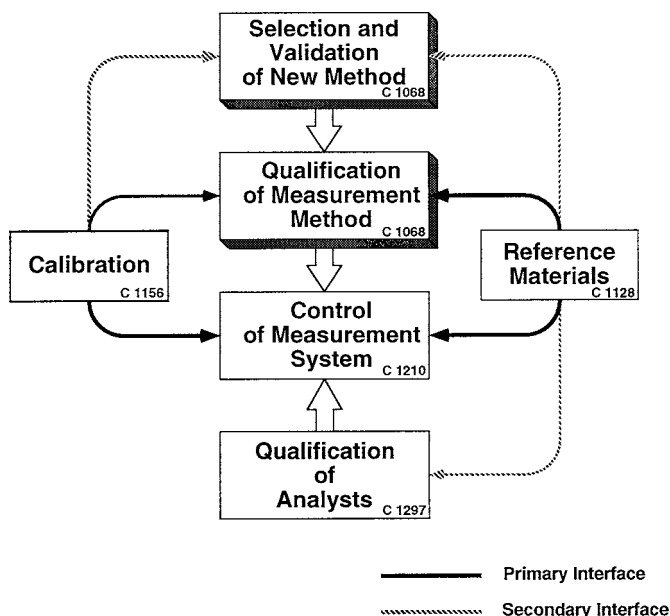 Selection and
Validation
of New Method
C 1068
Qualification
of Measurement
Method
C 1068
Calibration
C 1156
Reference
Materials
C 1128
Control
of Measurement
System
C 1210
Qualification
of
Analysts
C 1297
Primary Interface
Secondary Interface